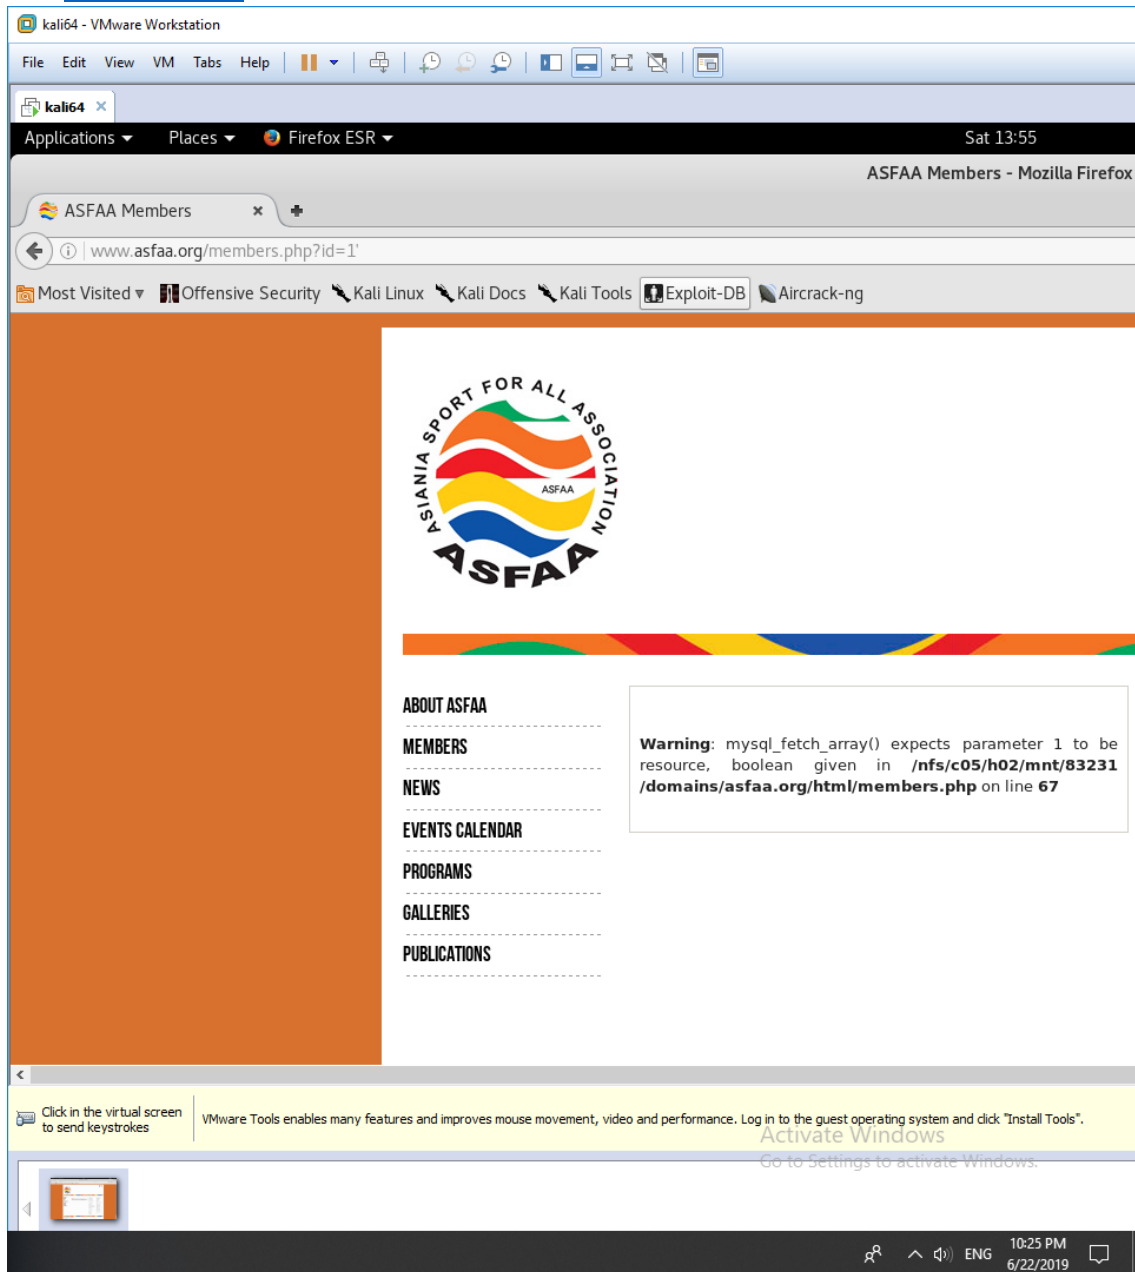 kali64 - VMware Workstation
File Edit View VM Tabs Help
kali64
Applications Places Firefox ESR Sat 13:55
ASFAA Members - Mozilla Firefox
ASFAA Members
www.asfaa.org/members.php?id=1'
Most Visited Offensive Security Kali Linux Kali Docs Kali Tools Exploit-DB Aircrack-ng
ASIANIA SPORT FOR ALL ASSOCIATION
ASFAA
ASFAA
ABOUT ASFAA
MEMBERS
NEWS
EVENTS CALENDAR
PROGRAMS
GALLERIES
PUBLICATIONS
Warning: mysql_fetch_array() expects parameter 1 to be
resource, boolean given in /nfs/c05/h02/mnt/83231
/domains/asfaa.org/html/members.php on line 67
Click in the virtual screen
to send keystrokes
VMware Tools enables many features and improves mouse movement, video and performance. Log in to the guest operating system and click "Install Tools".
Activate Windows
Go to Settings to activate Windows.
ENG
10:25 PM
6/22/2019